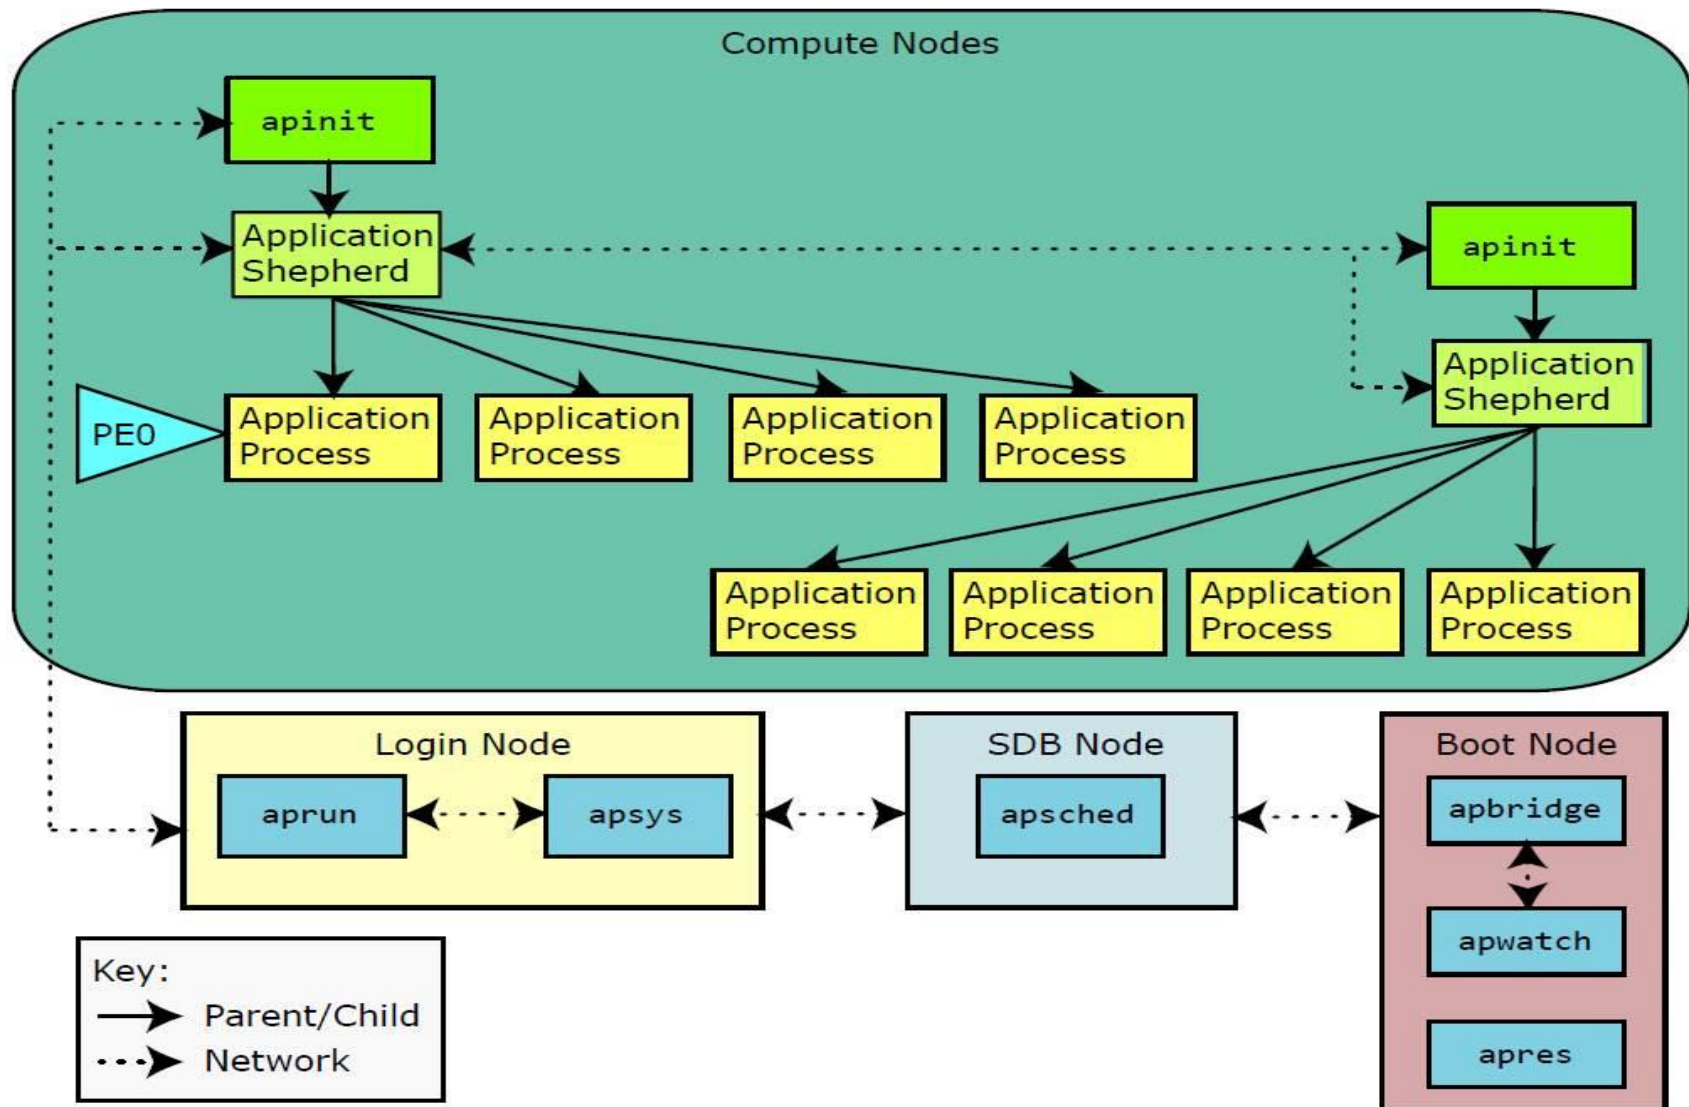 Compute Nodes
apinit
Application
Shepherd
apinit
Application
Shepherd
PE0
Application
Process
Application
Process
Application
Process
Application
Process
Application
Process
Application
Process
Application
Process
Application
Process
Login Node
aprun
apsys
SDB Node
apsched
Boot Node
apbridge
apwatch
apres
Key:
Parent/Child
Network